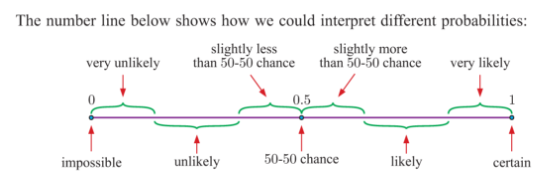 The number line below shows how we could interpret different probabilities:
very unlikely
slightly less
than 50-50 chance
slightly more
than 50-50 chance
very likely
0
0.5
1
impossible
unlikely
50-50 chance
likely
certain